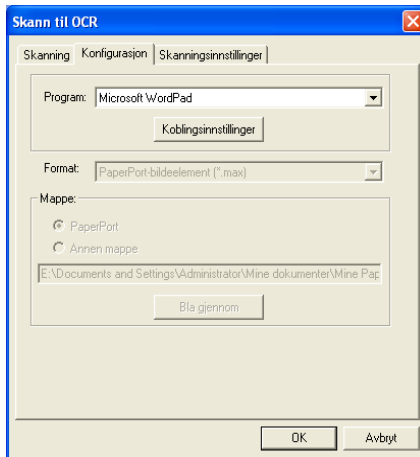 Skann til OCR
Skanning Konfigurasjon Skanningsinnstillinger
Program: Microsoft WordPad
Koblingsinnstillinger
Format: PaperPort-bildeelement (*.max)
Mappe:
PaperPort
Annen mappe
E:\Documents and Settings\Administrator\Mine dokumenter\Mine Pap
Bla gjennom
OK Avbryt